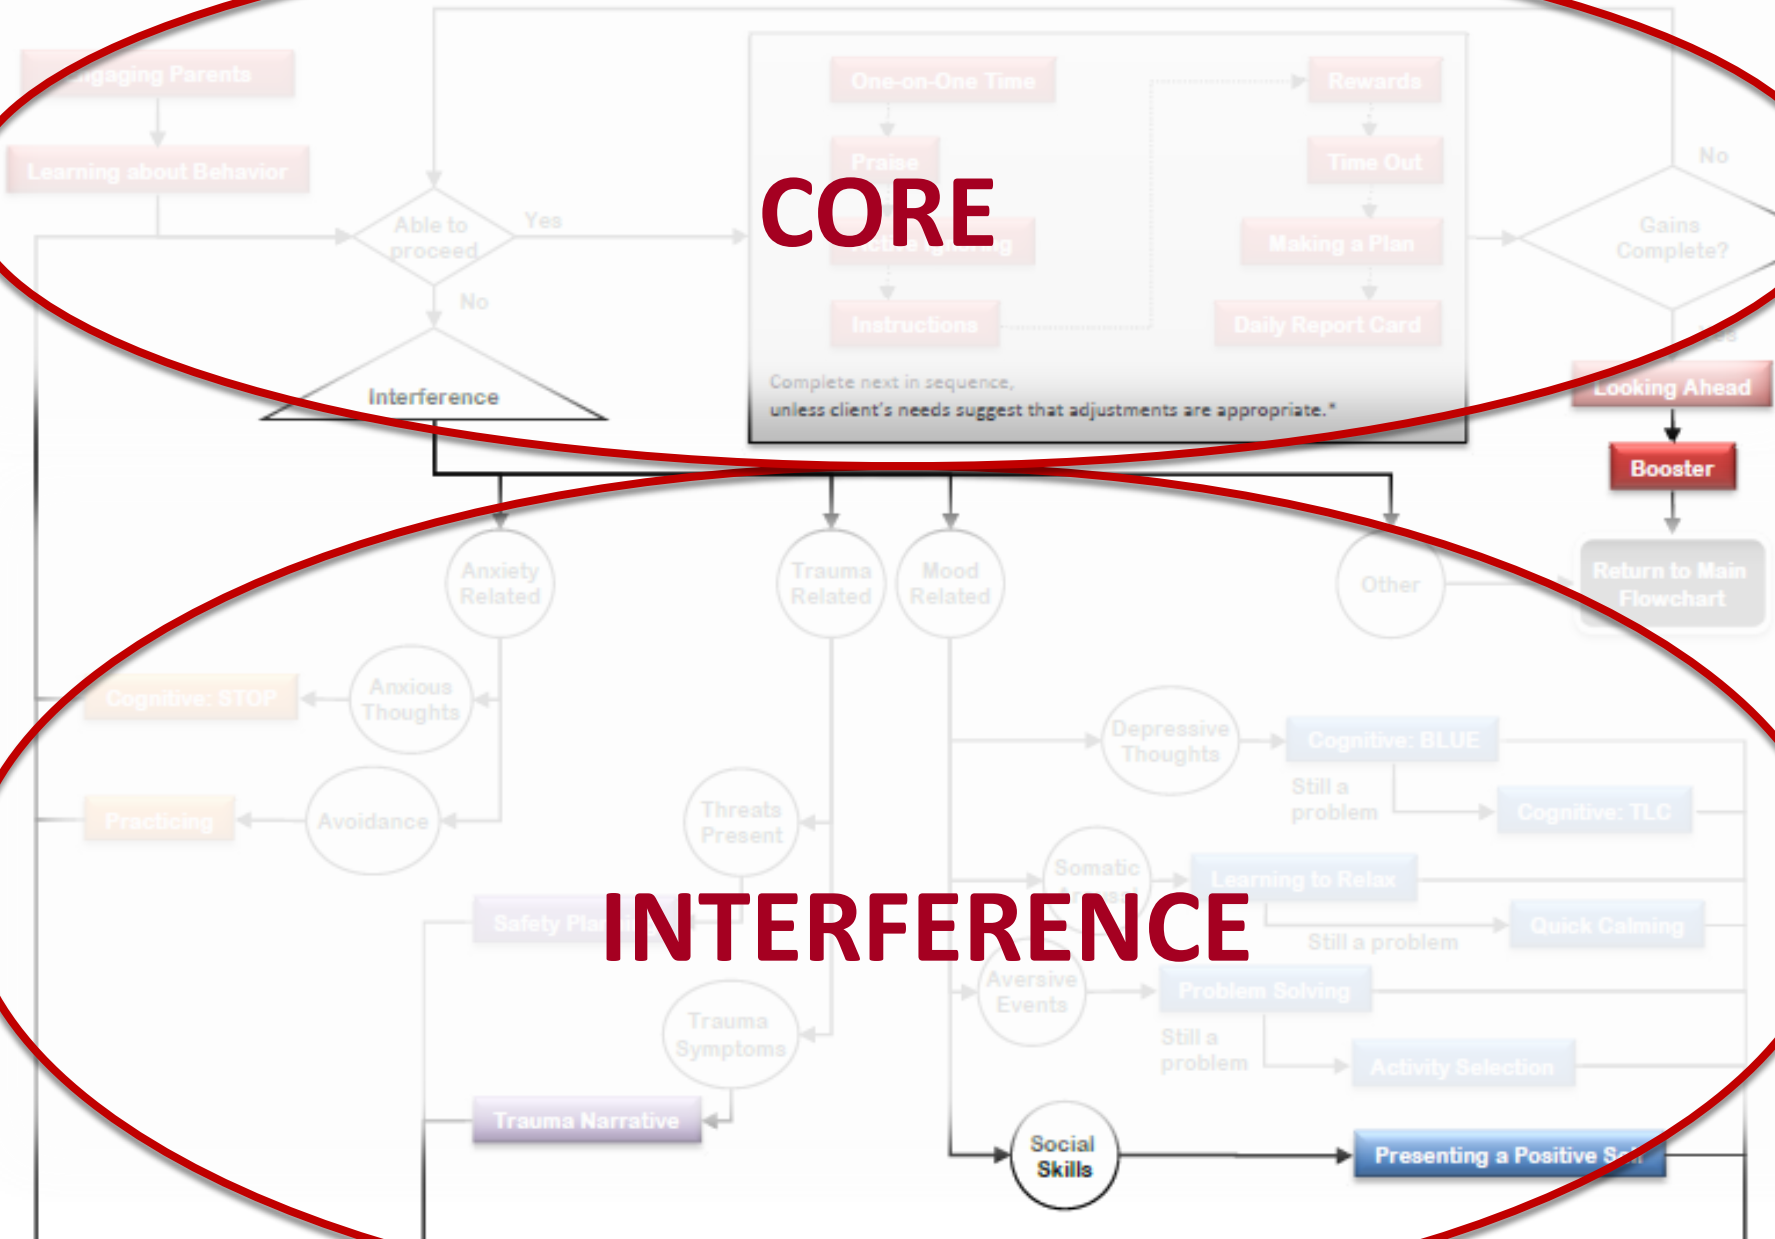 Engaging Parents
Learning about Behavior
Able to
proceed
Yes
No
Interference
One-on-One Time
Praise
Active Ignoring
Instructions
Rewards
Time Out
Making a Plan
Daily Report Card
Complete next in sequence,
unless client's needs suggest that adjustments are appropriate.*
CORE
No
Gains
Complete?
Yes
Looking Ahead
Booster
Return to Main
Flowchart
Anxiety
Related
Trauma
Related
Mood
Related
Other
Anxious
Thoughts
Cognitive: STOP
Avoidance
Practicing
Threats
Present
Safety Planning
Trauma
Symptoms
Trauma Narrative
INTERFERENCE
Depressive
Thoughts
Cognitive: BLUE
Still a
problem
Cognitive: TLC
Somatic
Learning to Relax
Still a problem
Quick Calming
Aversive
Events
Problem Solving
Still a
problem
Activity Selection
Social
Skills
Presenting a Positive Self